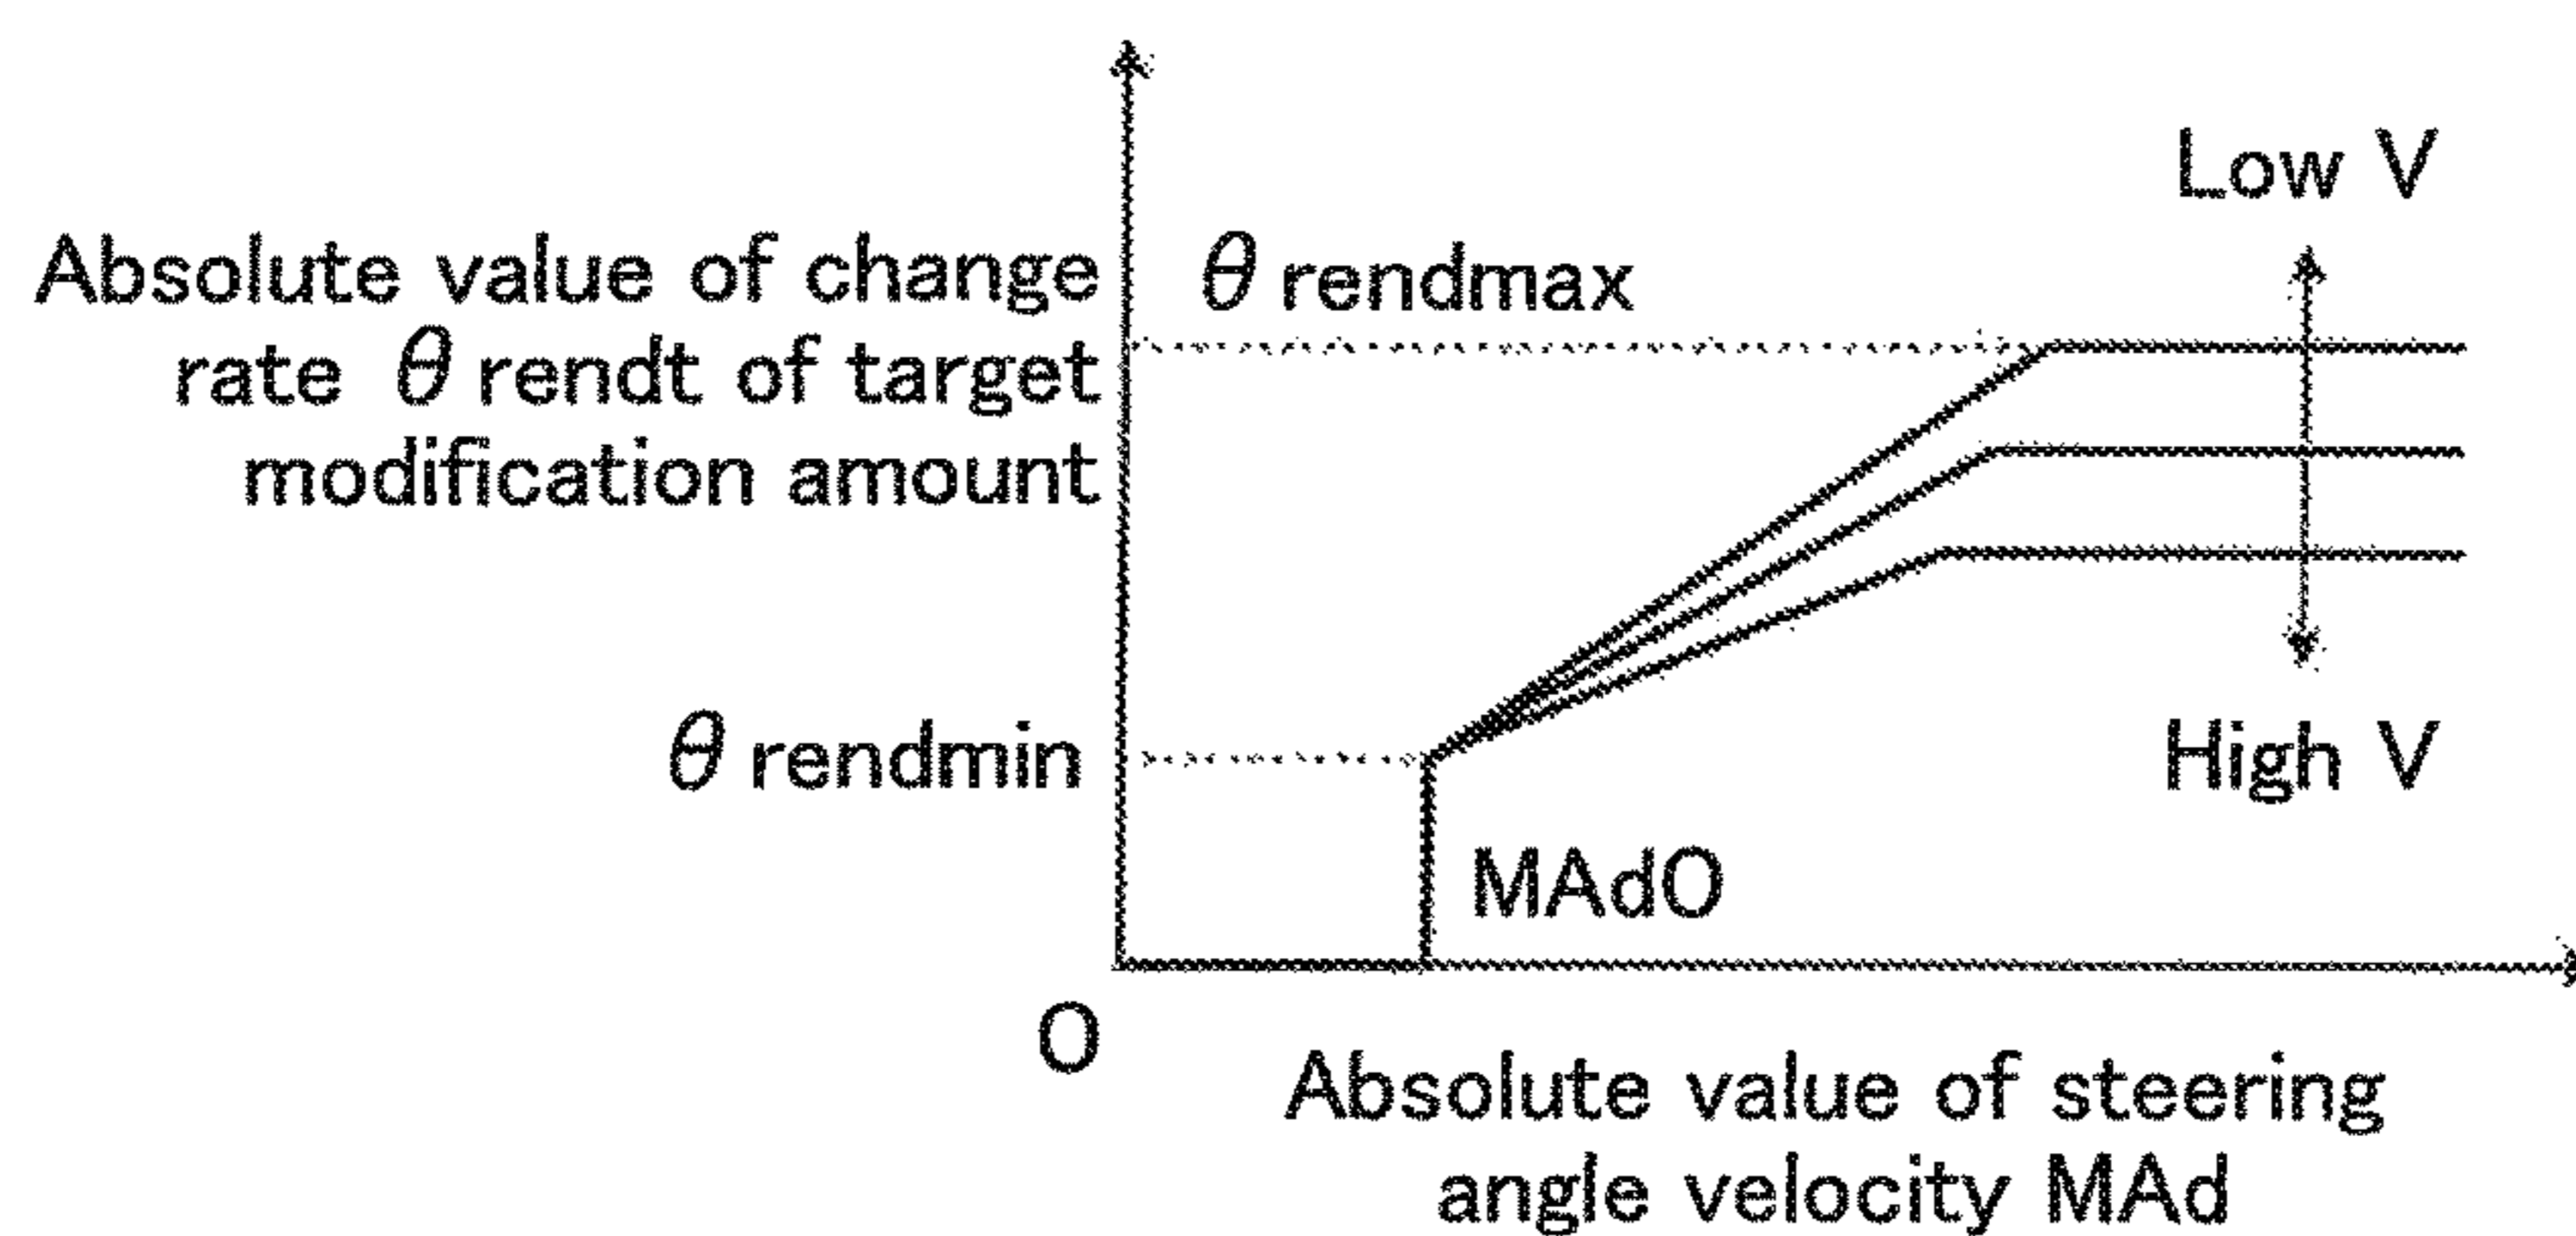 Low V
Absolute value of change
rate θ rendt of target
modification amount
θ rendmax
θ rendmin
High V
MAd0
O
Absolute value of steering
angle velocity MAd